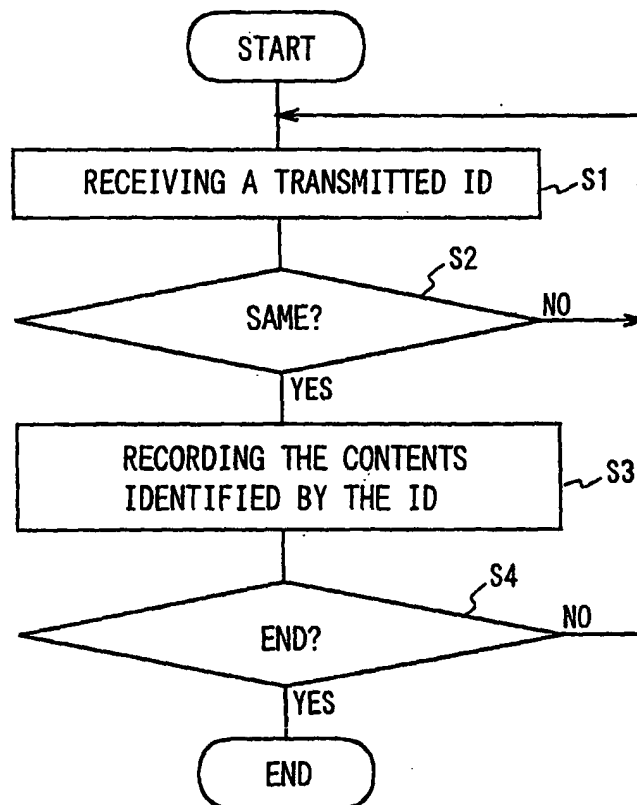 START
RECEIVING A TRANSMITTED ID
S1
S2
SAME?
NO
YES
RECORDING THE CONTENTS
IDENTIFIED BY THE ID
S3
S4
END?
NO
YES
END